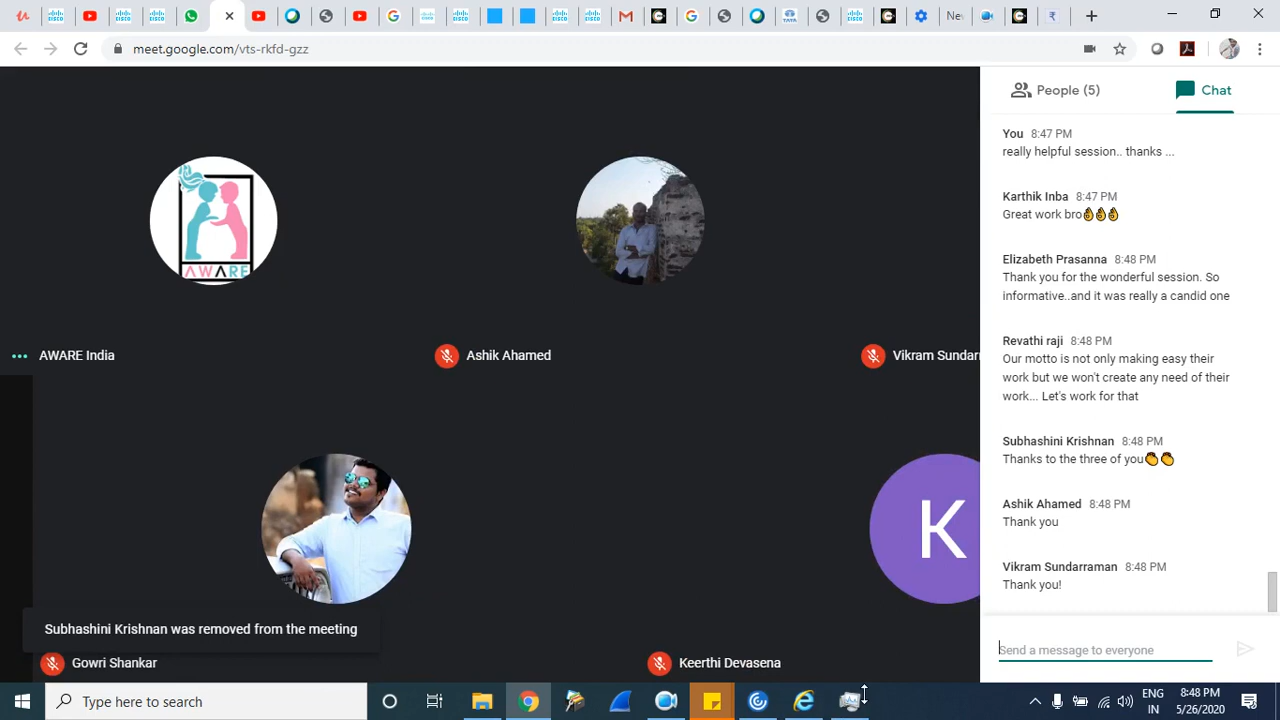 Ne
meet.google.com/vts-rkfd-gzz
People (5)
Chat
You 8:47 PM
really helpful session.. thanks ...
Karthik Inba 8:47 PM
Great work bro👌👌👌
Elizabeth Prasanna 8:48 PM
Thank you for the wonderful session. So
informative..and it was really a candid one
Revathi raji 8:48 PM
Our motto is not only making easy their
work but we won't create any need of their
work... Let's work for that
Subhashini Krishnan 8:48 PM
Thanks to the three of you👏👏
Ashik Ahamed 8:48 PM
Thank you
Vikram Sundarraman 8:48 PM
Thank you!
Send a message to everyone
AWARE
AWARE India
Ashik Ahamed
Vikram Sundarr
K
Subhashini Krishnan was removed from the meeting
Gowri Shankar
Keerthi Devasena
Type here to search
ENG
IN
8:48 PM
5/26/2020